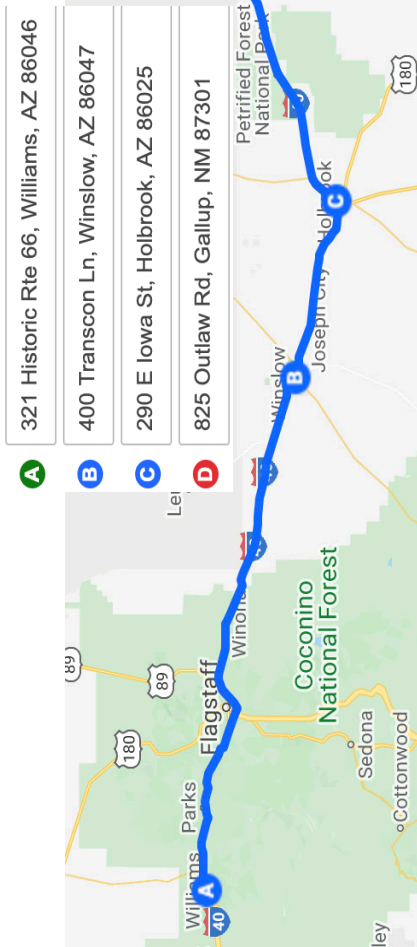 A 321 Historic Rte 66, Williams, AZ 86046
B 400 Transcon Ln, Winslow, AZ 86047
C 290 E Iowa St, Holbrook, AZ 86025
D 825 Outlaw Rd, Gallup, NM 87301
89
89
180
Williams
A
40
Parks
Flagstaff
Winona
Winslow
B
Joseph City
C
Petrified Forest
National Park
180
Coconino
National Forest
Sedona
Cottonwood